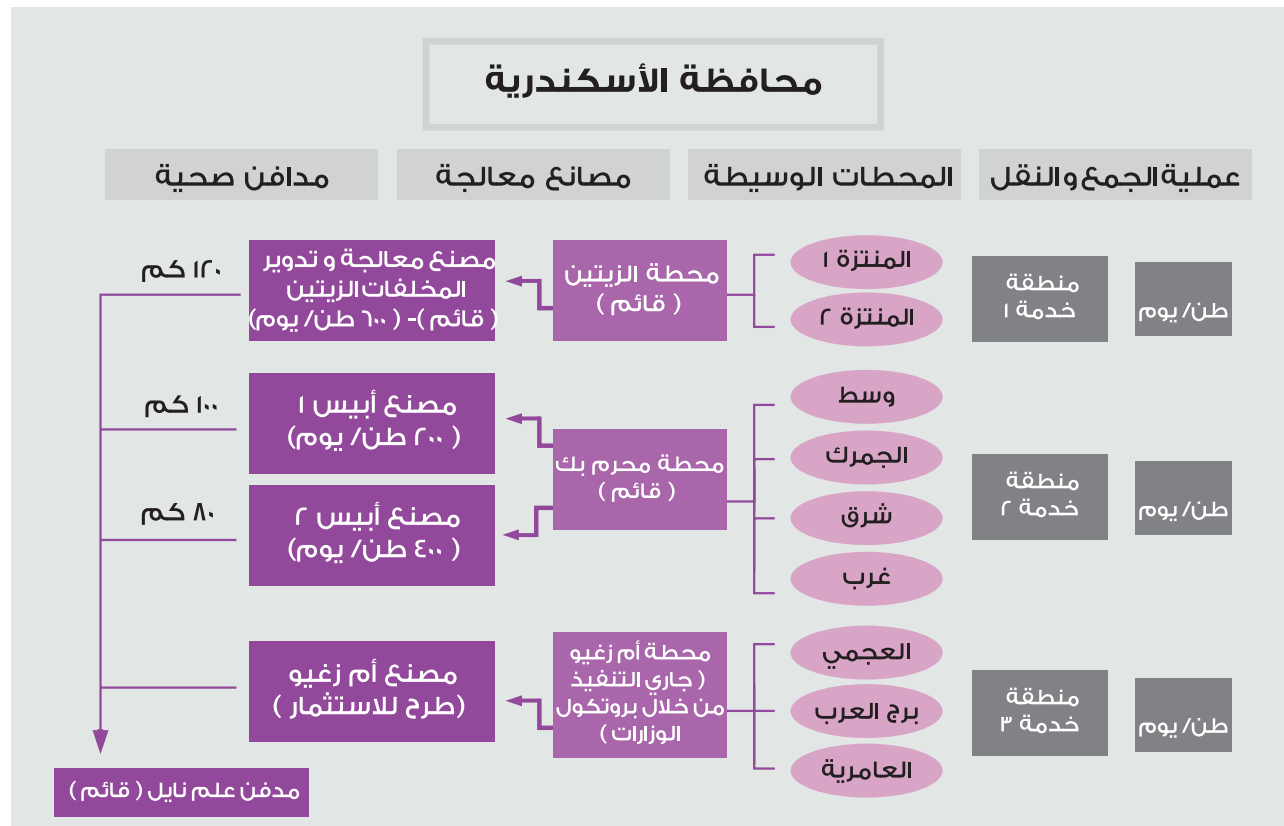 محافظة الأسكندرية
عملية الجمع والنقل
المحطات الوسيطة
مصانع معالجة
مدافن صحية
طن/ يوم
منطقة
خدمة ١
المنتزة ١
المنتزة ٢
محطة الزيتين
( قائم )
مصنع معالجة و تدوير
المخلفات الزيتين
( قائم )- ( ٦٠٠ طن/ يوم)
١٢٠ كم
طن/ يوم
منطقة
خدمة ٢
وسط
الجمرك
شرق
غرب
محطة محرم بك
( قائم )
مصنع أبيس ١
( ٢٠٠ طن/ يوم)
١٠٠ كم
مصنع أبيس ٢
( ٤٠٠ طن/ يوم)
٨٠ كم
طن/ يوم
منطقة
خدمة ٣
العجمي
برج العرب
العامرية
محطة أم زغيو
( جاري التنفيذ
من خلال بروتكول
الوزارات )
مصنع أم زغيو
(طرح للاستثمار )
مدفن علم نايل ( قائم )